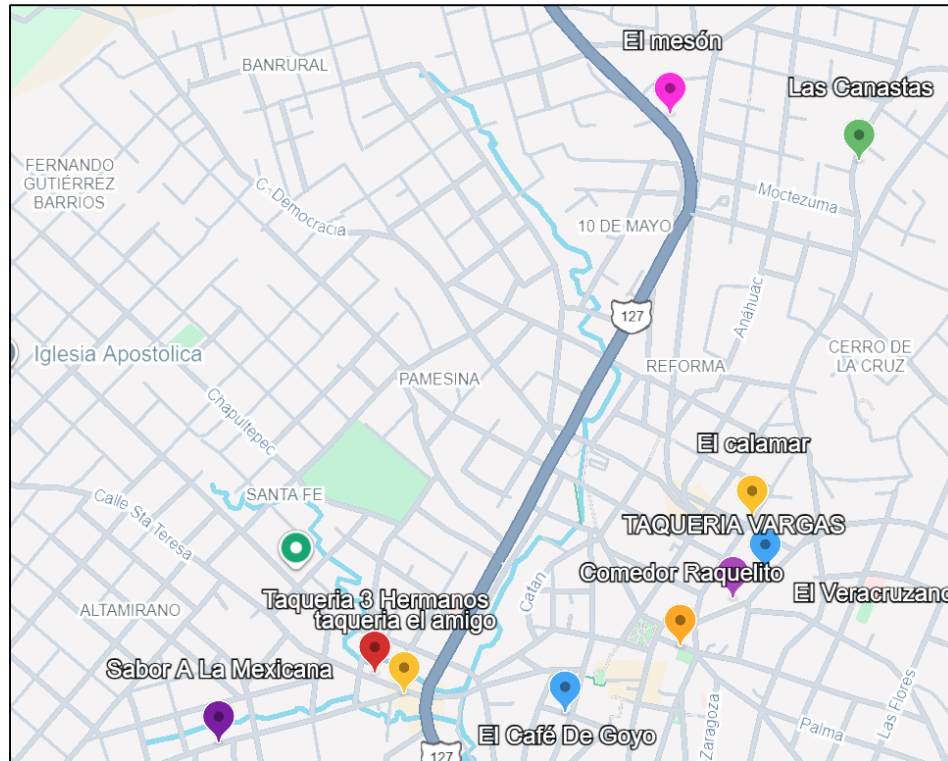 El mesón
BANRURAL
Las Canastas
FERNANDO
GUTIÉRREZ
BARRIOS
C. Democracia
Moctezuma
10 DE MAYO
127
Anáhuac
Iglesia Apostolica
CERRO DE
LA CRUZ
REFORMA
PAMESINA
Chapultepec
El calamar
SANTA FE
Calle Sta Teresa
TAQUERIA VARGAS
Comedor Raquelito
El Veracruzano
Catan
Taqueria 3 Hermanos
ALTAMIRANO
taqueria el amigo
Sabor A La Mexicana
Las Flores
Zaragoza
Palma
El Café De Goyo
127